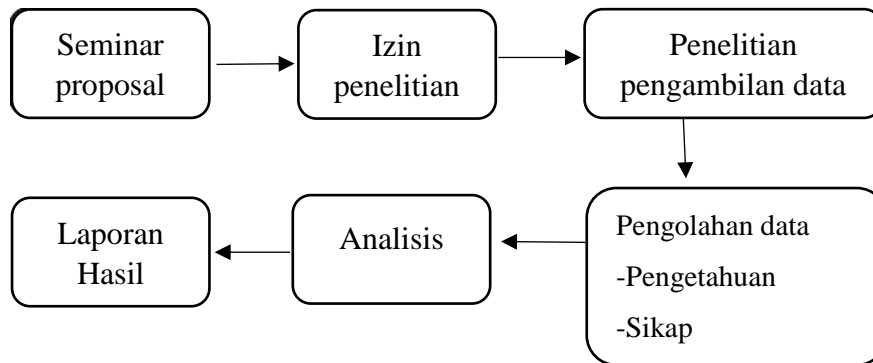 Seminar
proposal
Izin
penelitian
Penelitian
pengambilan data
Pengolahan data
-Pengetahuan
-Sikap
Analisis
Laporan
Hasil